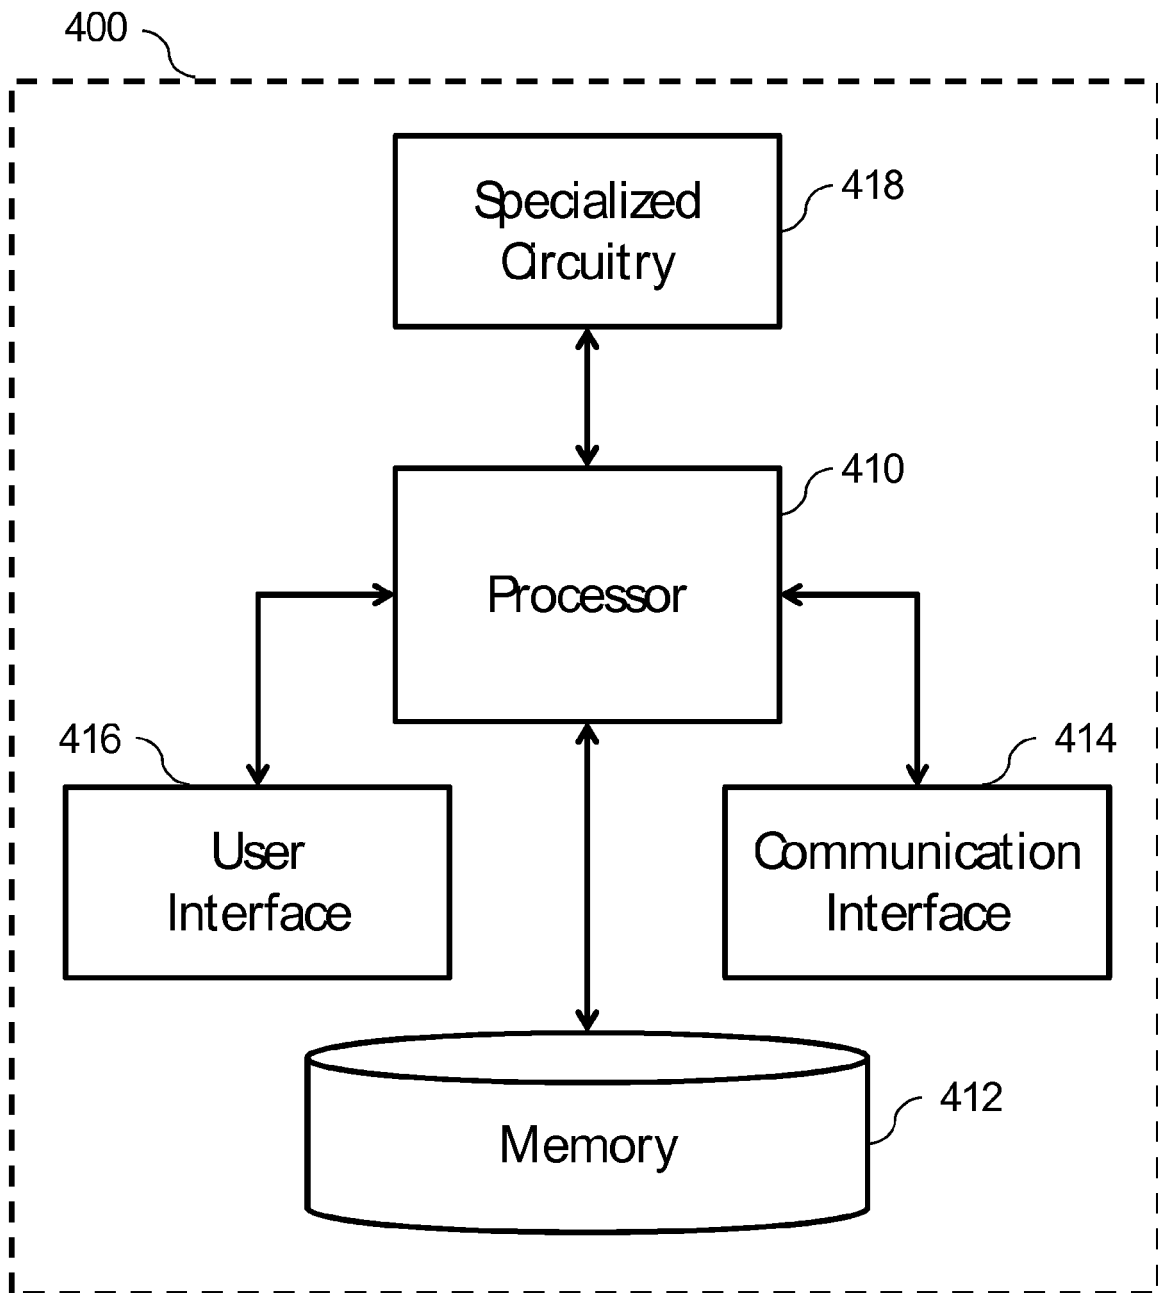 400
Specialized
Circuitry
418
410
Processor
416
414
User
Interface
Communication
Interface
412
Memory